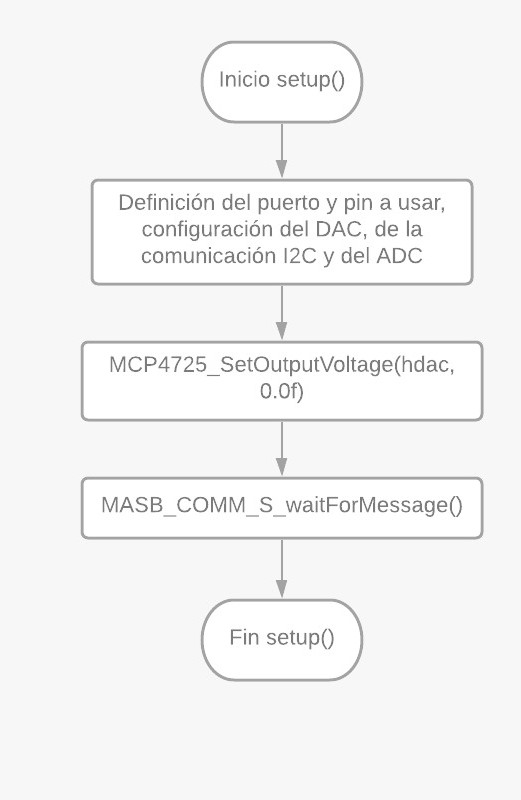 Inicio setup()
Definición del puerto y pin a usar,
configuración del DAC, de la
comunicación I2C y del ADC
MCP4725_SetOutputVoltage(hdac,
0.0f)
MASB_COMM_S_waitForMessage()
Fin setup()